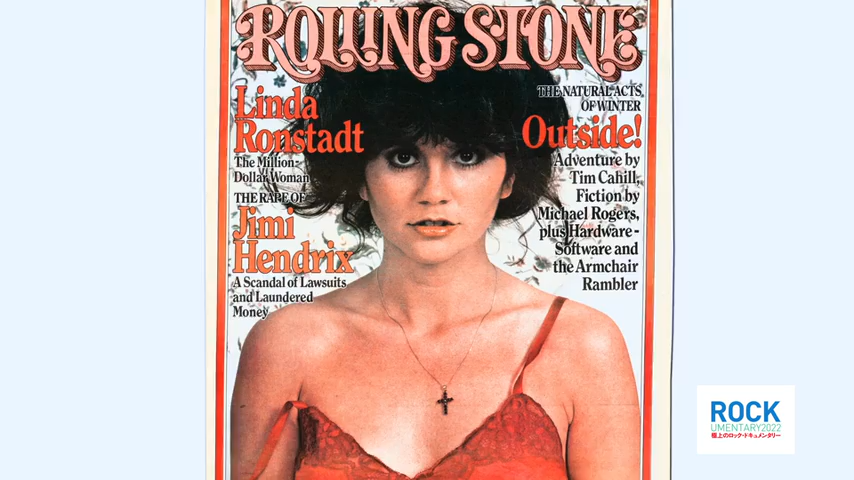 ROLLING STONE
Linda
Ronstadt
The Million-
Dollar Woman
THE RAPE OF
Jimi
Hendrix
A Scandal of Lawsuits
and Laundered
Money
THE NATURAL ACTS
OF WINTER
Outside!
Adventure by
Tim Cahill,
Fiction by
Michael Rogers,
plus Hardware-
Software and
the Armchair
Rambler
ROCK
UMENTARY2022
極上のロック・ドキュメンタリー